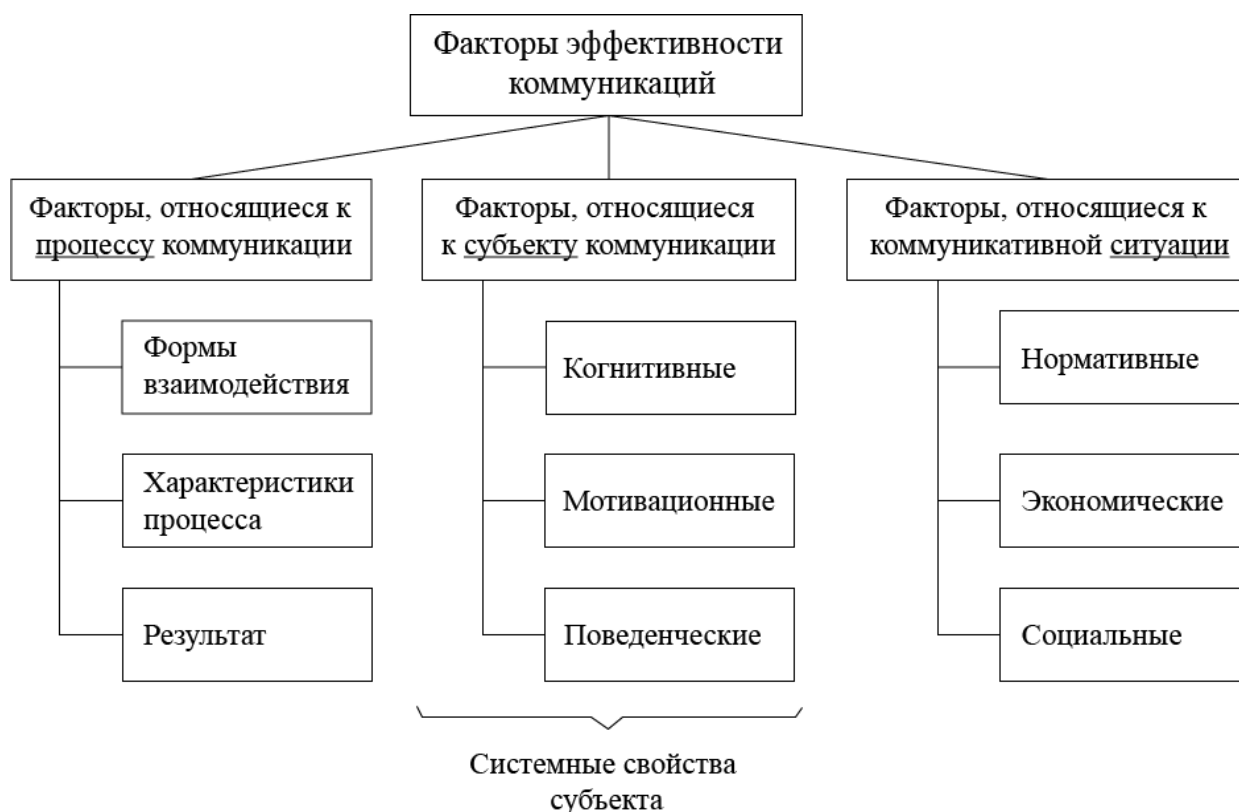 Факторы эффективности
коммуникаций
Факторы, относящиеся к
процессу коммуникации
Формы
взаимодействия
Характеристики
процесса
Результат
Факторы, относящиеся
к субъекту коммуникации
Когнитивные
Мотивационные
Поведенческие
Системные свойства
субъекта
Факторы, относящиеся к
коммуникативной ситуации
Нормативные
Экономические
Социальные